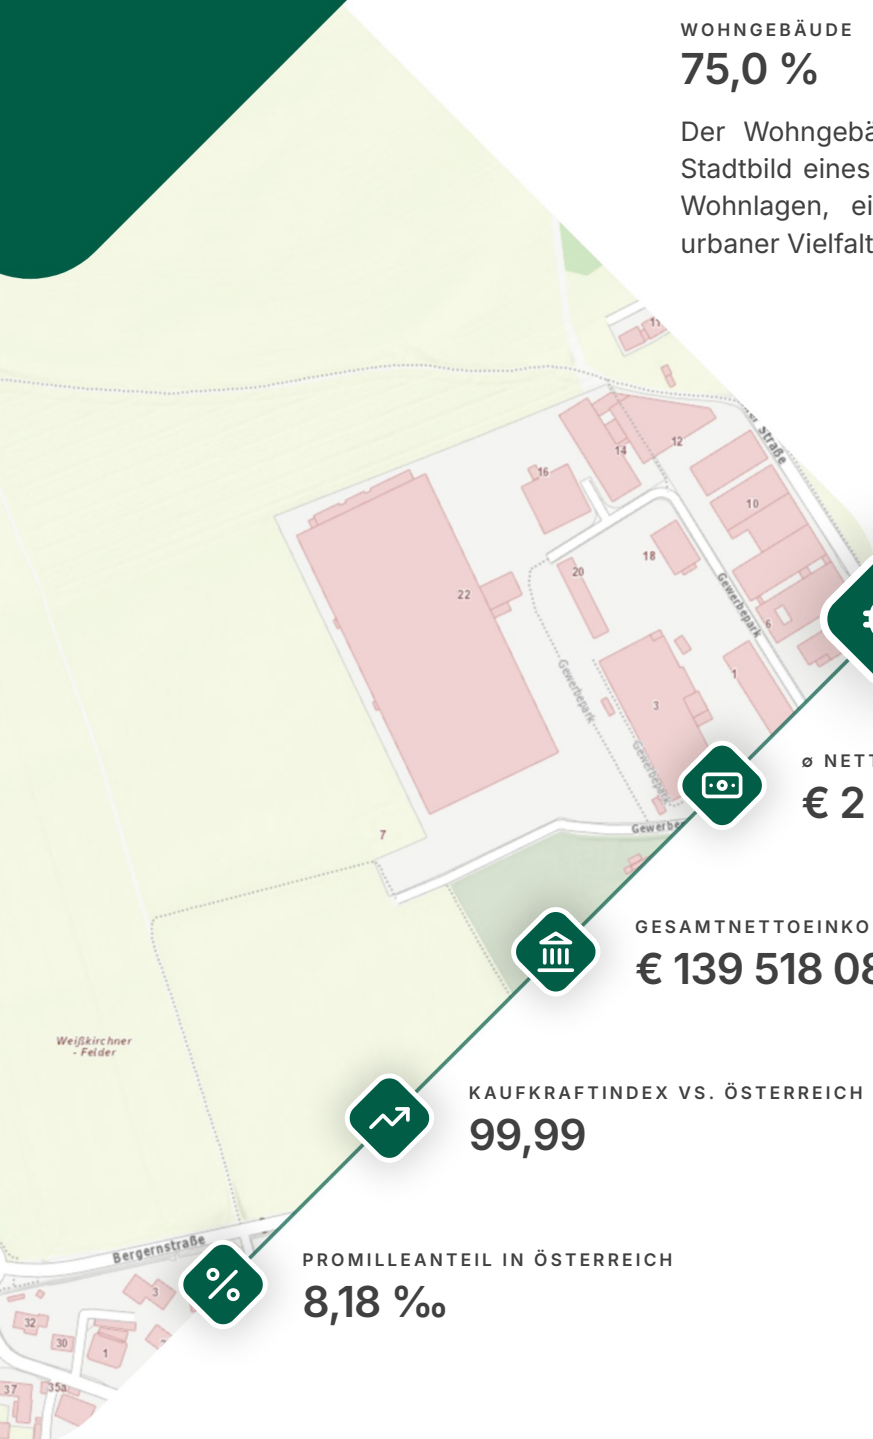 WOHNGEBÄUDE
75,0 %
Der Wohngebä
Stadtbild eines
Wohnlagen, ei
urbaner Vielfalt
11
Straße
12
14
16
10
18
22
20
Gewerbepark
6
Gewerbepark
1
3
Gewerbepark
ø NETT
€ 2
Gewerbe
7
GESAMTNETTOEINKO
€ 139 518 08
Weißkirchner
- Felder
KAUFKRAFTINDEX VS. ÖSTERREICH
99,99
Bergernstraße
PROMILLEANTEIL IN ÖSTERREICH
8,18 ‰
3
32
30
1
37
35a